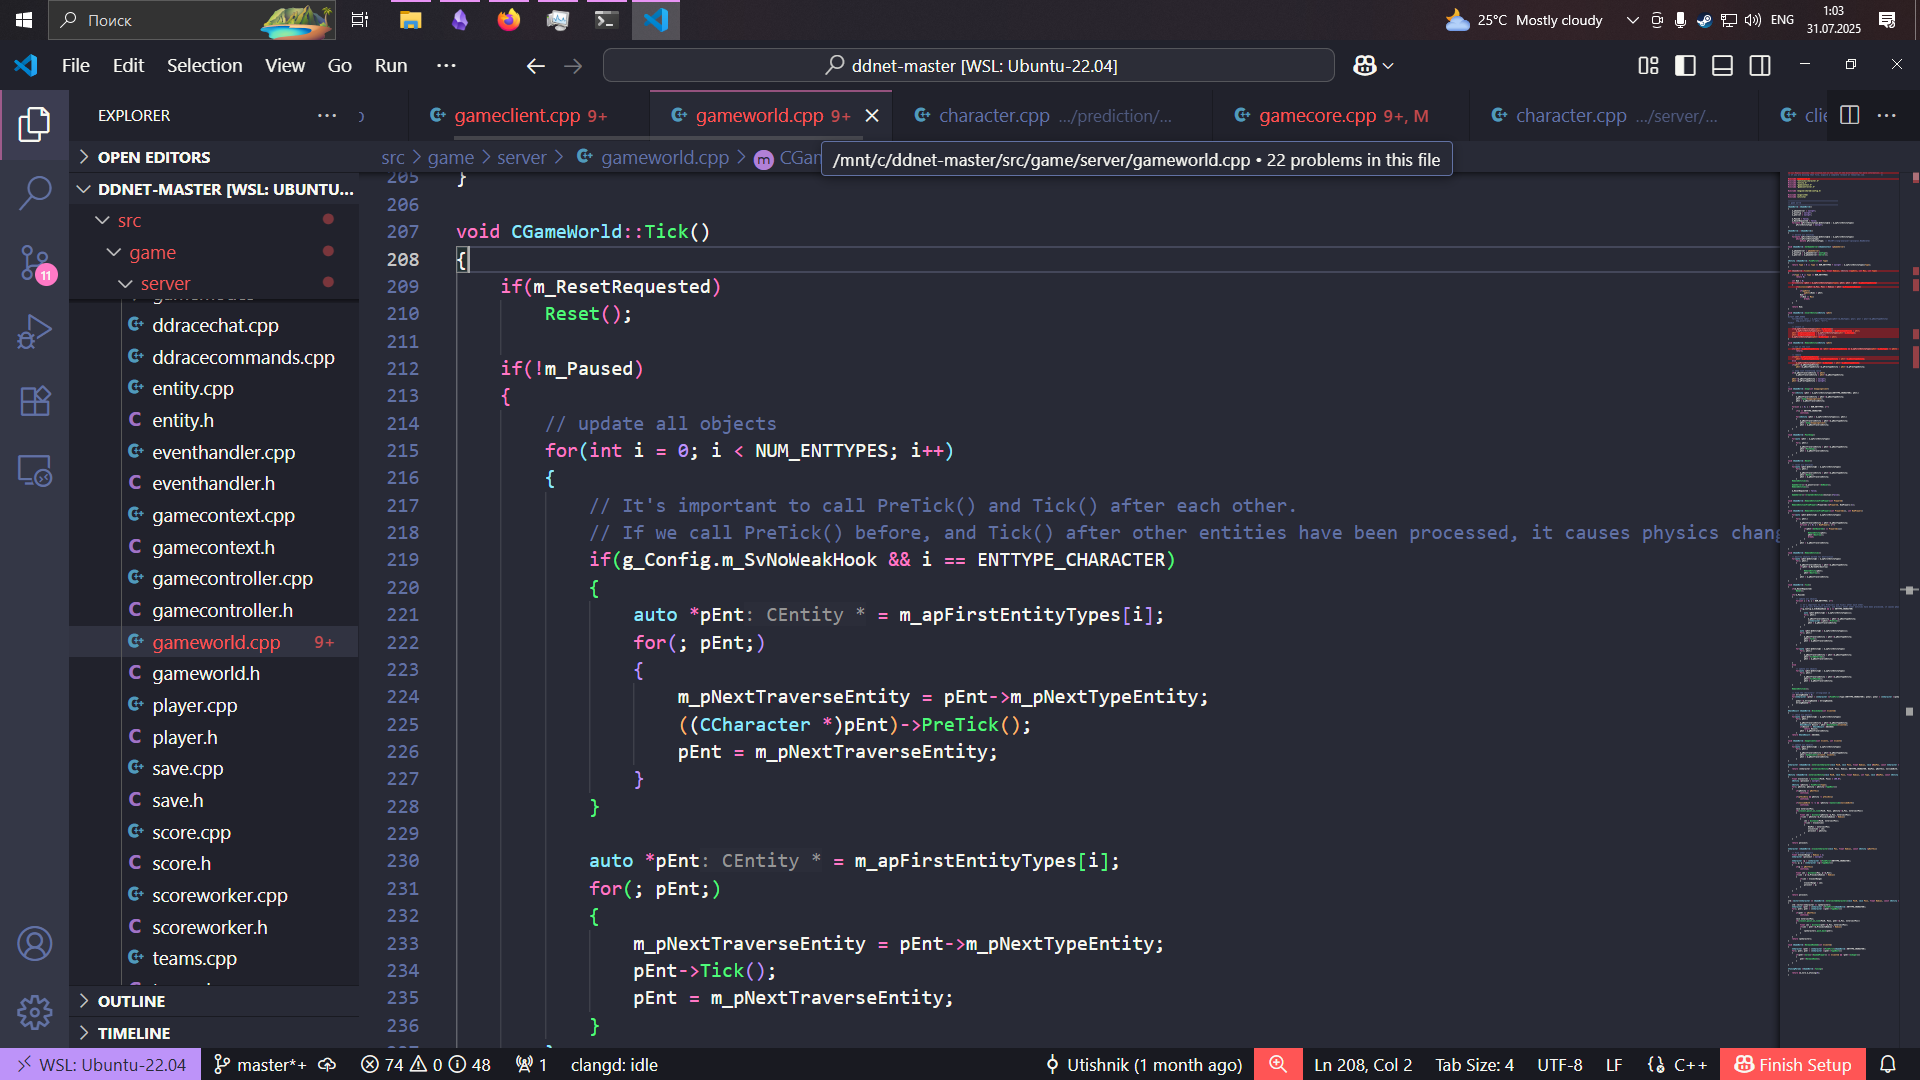 Поиск
25°C Mostly cloudy
ENG
1:03
31.07.2025
File Edit Selection View Go Run ···
ddnet-master [WSL: Ubuntu-22.04]
EXPLORER
gameclient.cpp 9+
gameworld.cpp 9+
character.cpp .../prediction/...
gamecore.cpp 9+, M
character.cpp .../server/...
clie
OPEN EDITORS
src > game > server > gameworld.cpp > CGam
/mnt/c/ddnet-master/src/game/server/gameworld.cpp • 22 problems in this file
DDNET-MASTER [WSL: UBUNTU...
src
game
server
ddracechat.cpp
ddracecommands.cpp
entity.cpp
entity.h
eventhandler.cpp
eventhandler.h
gamecontext.cpp
gamecontext.h
gamecontroller.cpp
gamecontroller.h
gameworld.cpp 9+
gameworld.h
player.cpp
player.h
save.cpp
save.h
score.cpp
score.h
scoreworker.cpp
scoreworker.h
teams.cpp
OUTLINE
TIMELINE
11
205 }
206
207 void CGameWorld::Tick()
208 {
209 if(m_ResetRequested)
210 Reset();
211
212 if(!m_Paused)
213 {
214 // update all objects
215 for(int i = 0; i < NUM_ENTTYPES; i++)
216 {
217 // It's important to call PreTick() and Tick() after each other.
218 // If we call PreTick() before, and Tick() after other entities have been processed, it causes physics chang
219 if(g_Config.m_SvNoWeakHook && i == ENTTYPE_CHARACTER)
220 {
221 auto *pEnt: CEntity * = m_apFirstEntityTypes[i];
222 for(; pEnt;)
223 {
224 m_pNextTraverseEntity = pEnt->m_pNextTypeEntity;
225 ((CCharacter *)pEnt)->PreTick();
226 pEnt = m_pNextTraverseEntity;
227 }
228 }
229
230 auto *pEnt: CEntity * = m_apFirstEntityTypes[i];
231 for(; pEnt;)
232 {
233 m_pNextTraverseEntity = pEnt->m_pNextTypeEntity;
234 pEnt->Tick();
235 pEnt = m_pNextTraverseEntity;
236 }
WSL: Ubuntu-22.04 master*+ 74 0 48 1 clangd: idle Utishnik (1 month ago) Ln 208, Col 2 Tab Size: 4 UTF-8 LF {} C++ Finish Setup